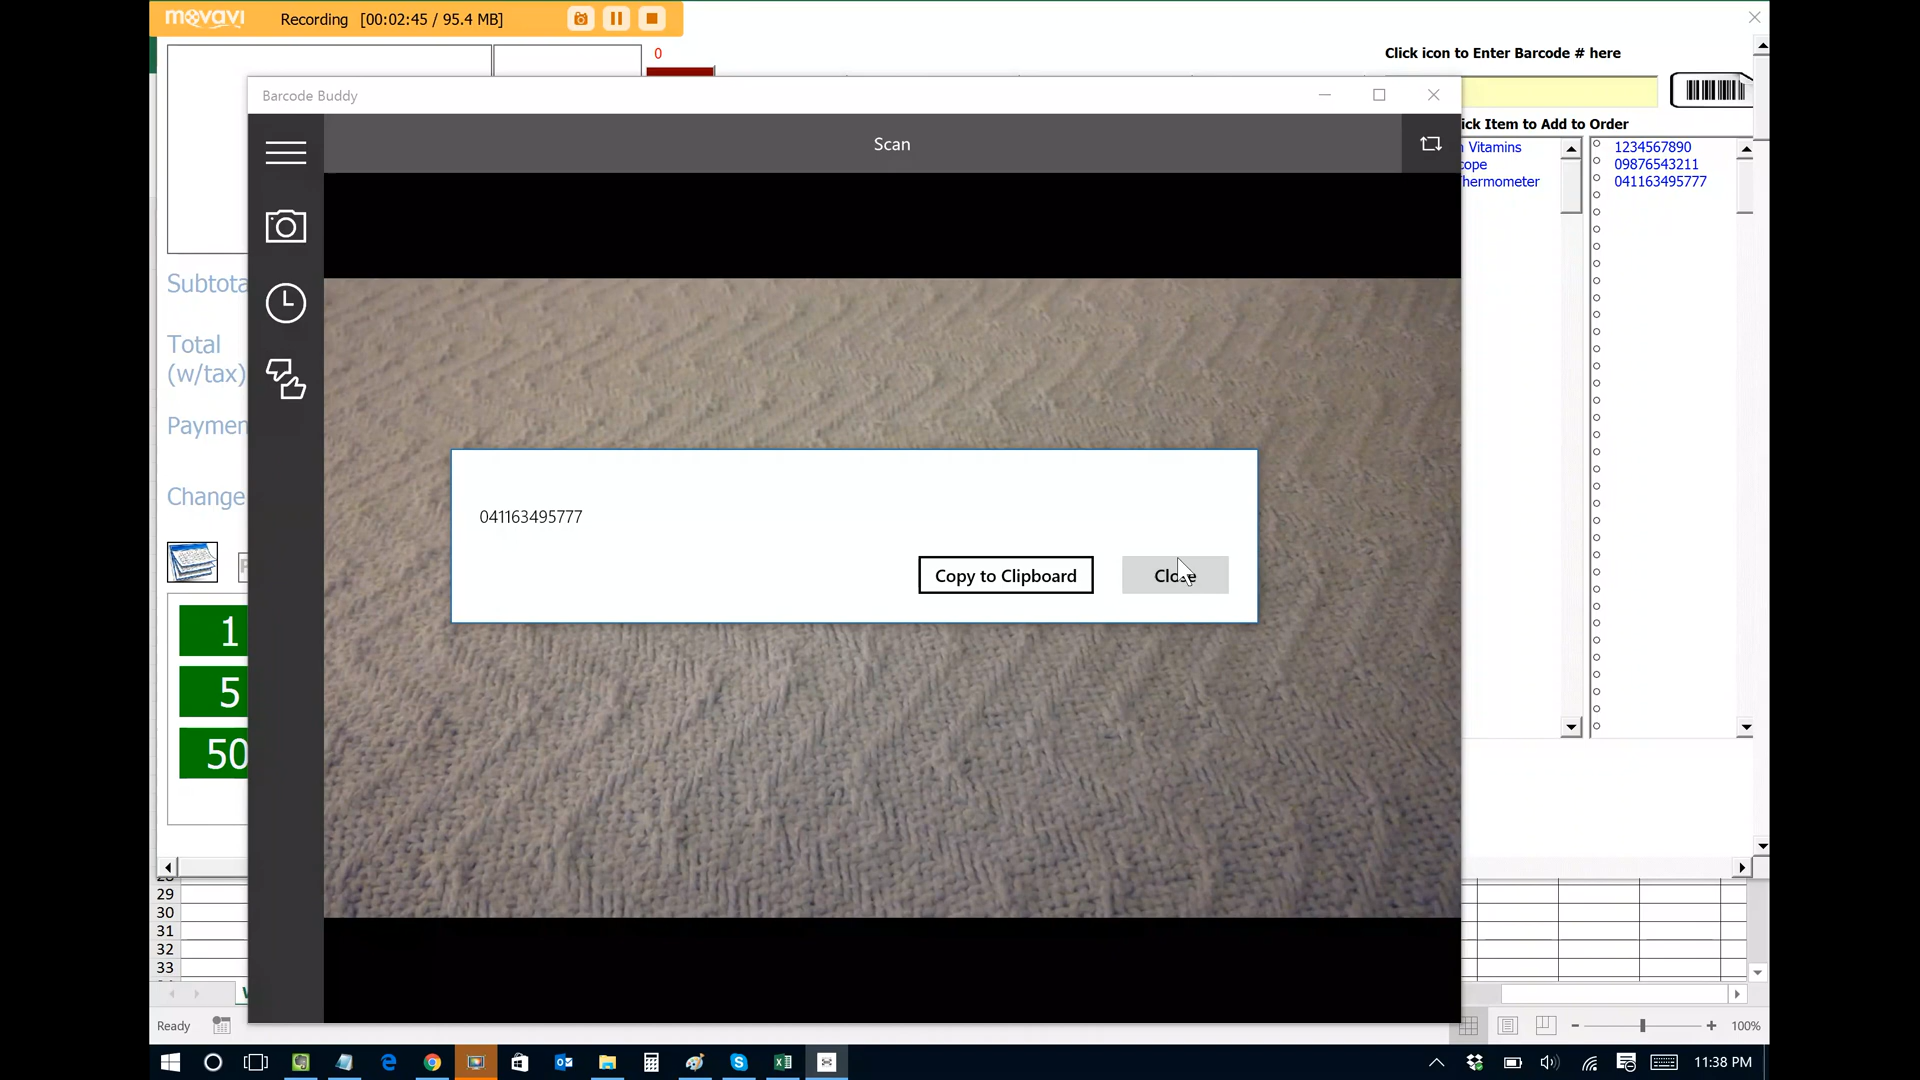 movavi
Recording [00:02:45 / 95.4 MB]
0
Click icon to Enter Barcode # here
Barcode Buddy
Scan
ick Item to Add to Order
n Vitamins
1234567890
cope
09876543211
hermometer
041163495777
Subtota
Total
(w/tax)
Paymen
Change
041163495777
Copy to Clipboard
Close
1
5
50
29
30
31
32
33
Ready
100%
11:38 PM